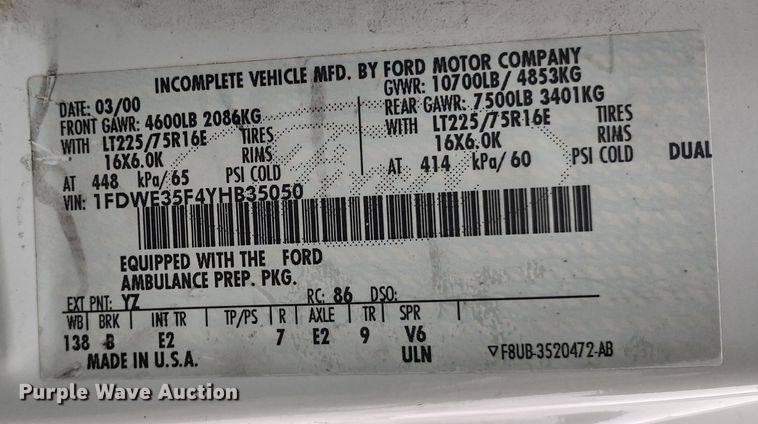 INCOMPLETE VEHICLE MFD. BY FORD MOTOR COMPANY
DATE: 03/00 GVWR: 10700LB/ 4853KG
FRONT GAWR: 4600LB 2086KG REAR GAWR: 7500LB 3401KG
WITH LT225/75R16E TIRES WITH LT225/75R16E TIRES
16X6.0K RIMS 16X6.0K RIMS
AT 448 kPa/65 PSI COLD AT 414 kPa/60 PSI COLD DUAL
VIN: 1FDWE35F4YHB35050
EQUIPPED WITH THE FORD
AMBULANCE PREP. PKG.
EXT PNT: YZ RC: 86 DSO:
WB BRK INT TR TP/PS R AXLE TR SPR
138 B E2 7 E2 9 V6
MADE IN U.S.A. ULN ▽F8UB-3520472-AB
Purple Wave Auction